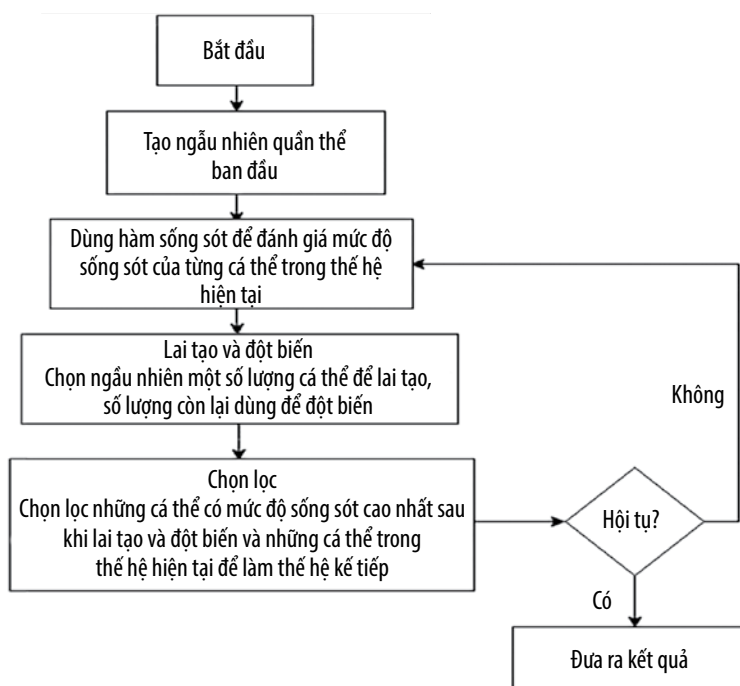 Bắt đầu
Tạo ngẫu nhiên quần thể
ban đầu
Dùng hàm sống sót để đánh giá mức độ
sống sót của từng cá thể trong thế hệ
hiện tại
Lai tạo và đột biến
Chọn ngẫu nhiên một số lượng cá thể để lai tạo,
số lượng còn lại dùng để đột biến
Không
Chọn lọc
Chọn lọc những cá thể có mức độ sống sót cao nhất sau
khi lai tạo và đột biến và những cá thể trong
thế hệ hiện tại để làm thế hệ kế tiếp
Hội tụ?
Có
Đưa ra kết quả